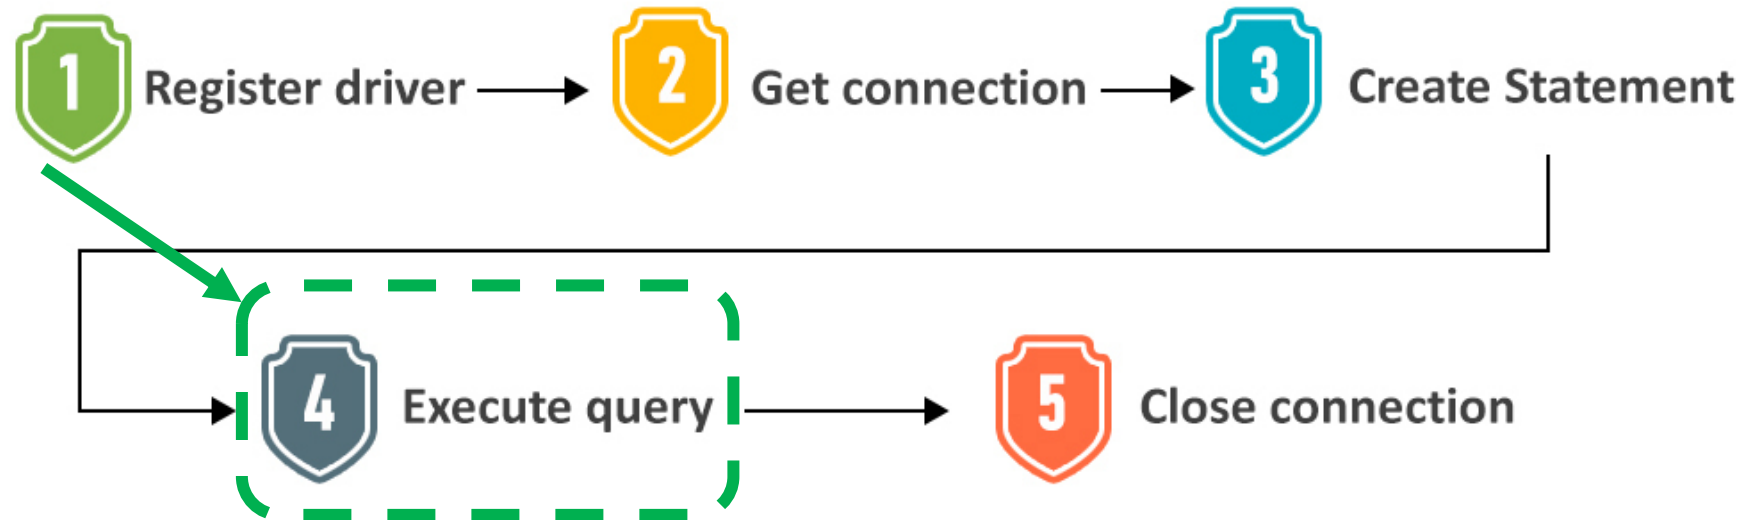 1 Register driver 2 Get connection 3 Create Statement
4 Execute query 5 Close connection